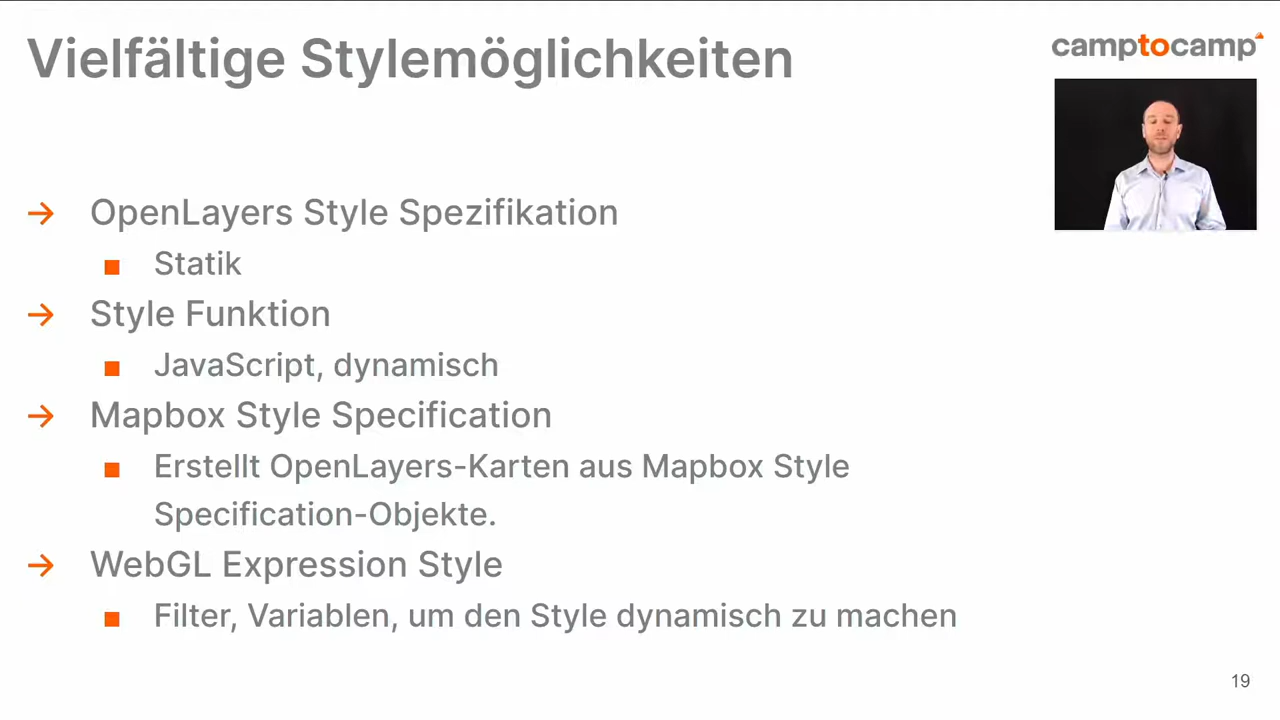 Vielfältige Stylemöglichkeiten
camptocamp
→ OpenLayers Style Spezifikation
■ Statik
→ Style Funktion
■ JavaScript, dynamisch
→ Mapbox Style Specification
■ Erstellt OpenLayers-Karten aus Mapbox Style
Specification-Objekte.
→ WebGL Expression Style
■ Filter, Variablen, um den Style dynamisch zu machen
19